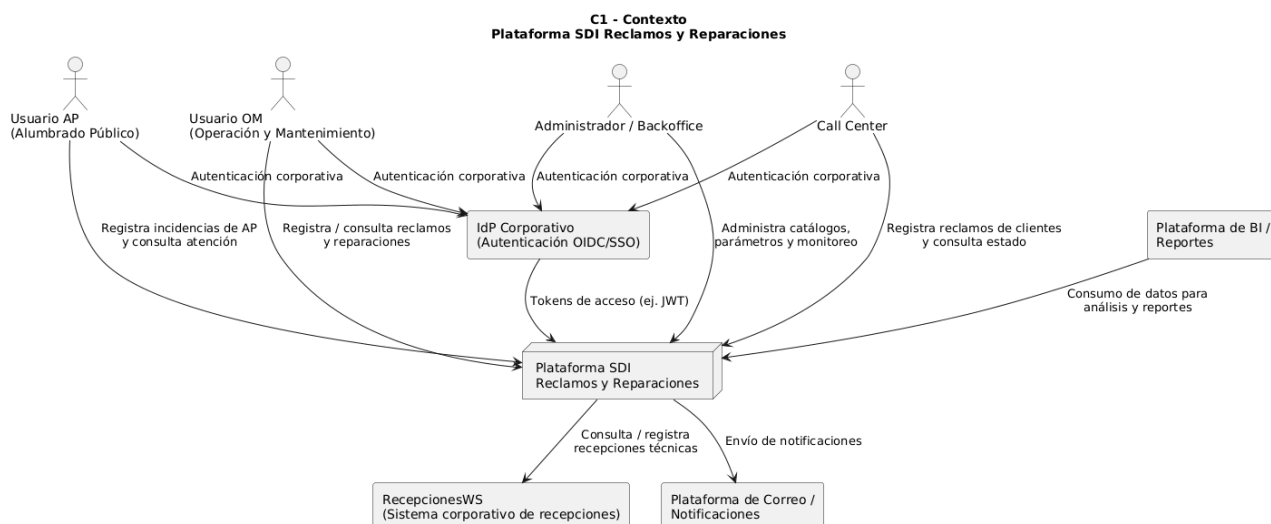 C1 - Contexto
Plataforma SDI Reclamos y Reparaciones
Usuario AP
(Alumbrado Público)
Usuario OM
(Operación y Mantenimiento)
Administrador / Backoffice
Call Center
Autenticación corporativa
Autenticación corporativa
Autenticación corporativa
Autenticación corporativa
Registra incidencias de AP
y consulta atención
Registra / consulta reclamos
y reparaciones
IdP Corporativo
(Autenticación OIDC/SSO)
Administra catálogos,
parámetros y monitoreo
Registra reclamos de clientes
y consulta estado
Plataforma de BI /
Reportes
Tokens de acceso (ej. JWT)
Consumo de datos para
análisis y reportes
Plataforma SDI
Reclamos y Reparaciones
Consulta / registra
recepciones técnicas
Envío de notificaciones
RecepcionesWS
(Sistema corporativo de recepciones)
Plataforma de Correo /
Notificaciones